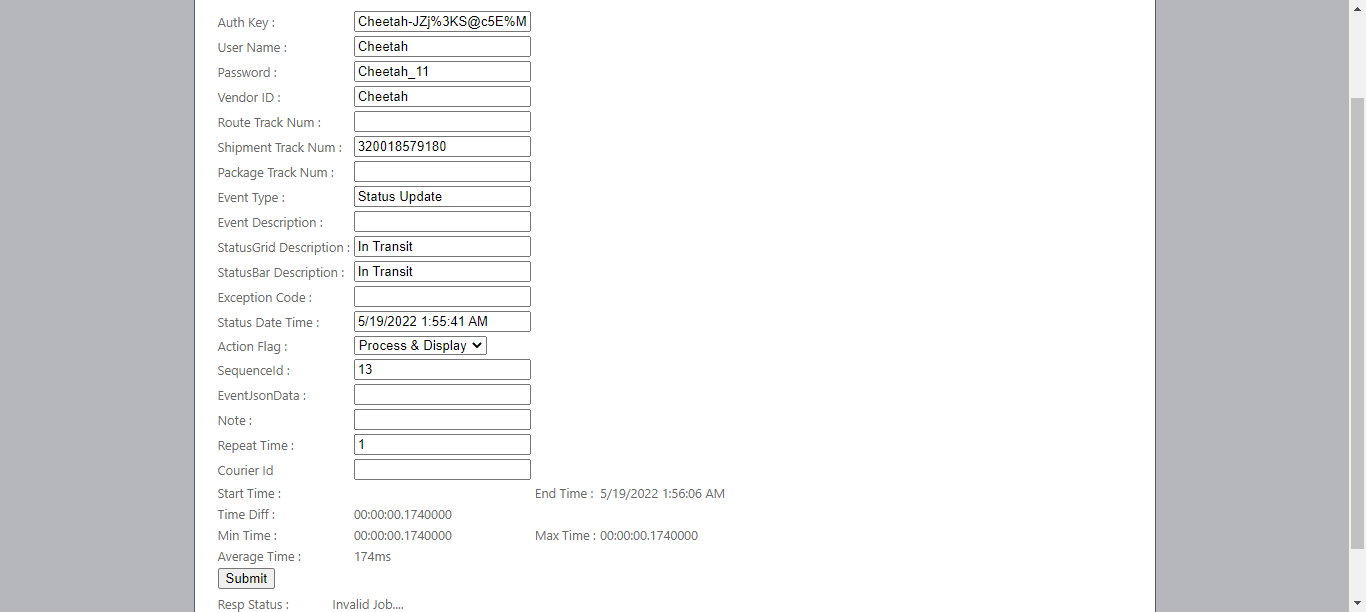 Auth Key : Cheetah-JZj%3KS@c5E%M
User Name : Cheetah
Password : Cheetah_11
Vendor ID : Cheetah
Route Track Num :
Shipment Track Num : 320018579180
Package Track Num :
Event Type : Status Update
Event Description :
StatusGrid Description : In Transit
StatusBar Description : In Transit
Exception Code :
Status Date Time : 5/19/2022 1:55:41 AM
Action Flag : Process & Display
SequenceId : 13
EventJsonData :
Note :
Repeat Time : 1
Courier Id
Start Time : End Time : 5/19/2022 1:56:06 AM
Time Diff : 00:00:00.1740000
Min Time : 00:00:00.1740000 Max Time : 00:00:00.1740000
Average Time : 174ms
Submit
Resp Status : Invalid Job....